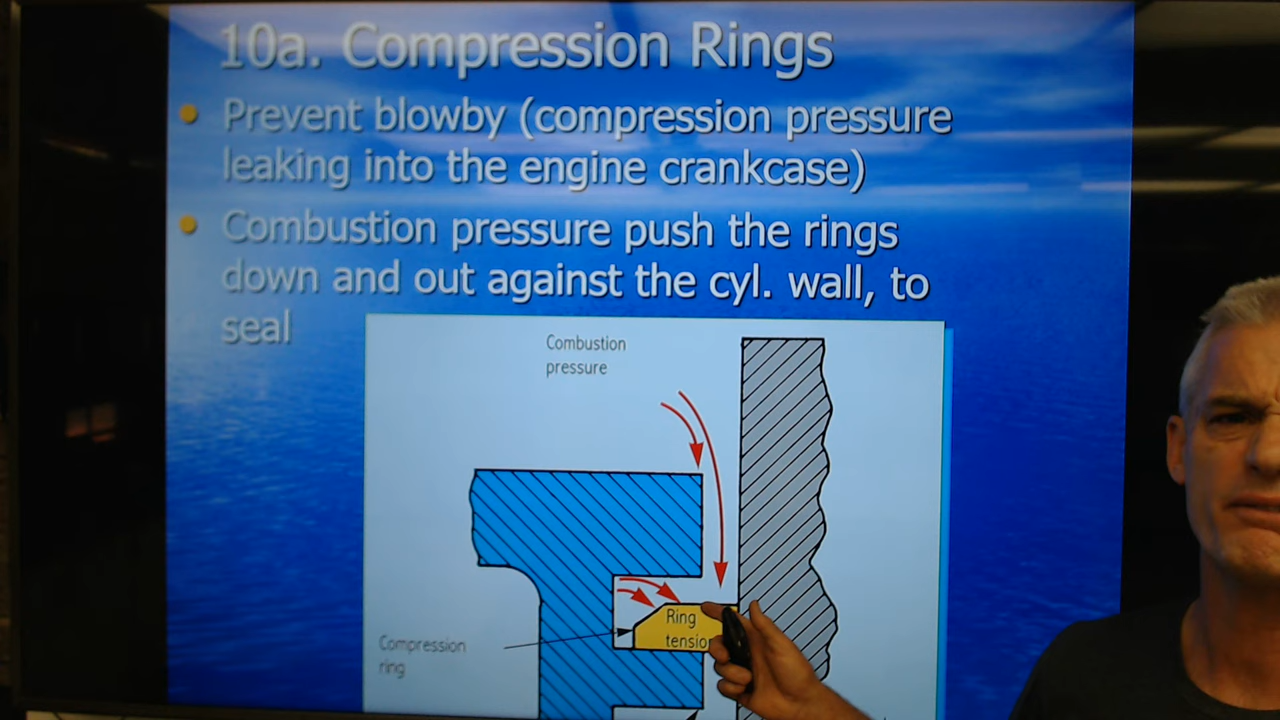 10a. Compression Rings
Prevent blowby (compression pressure
leaking into the engine crankcase)
Combustion pressure push the rings
down and out against the cyl. wall, to
seal
Combustion
pressure
Ring
Compression
ring